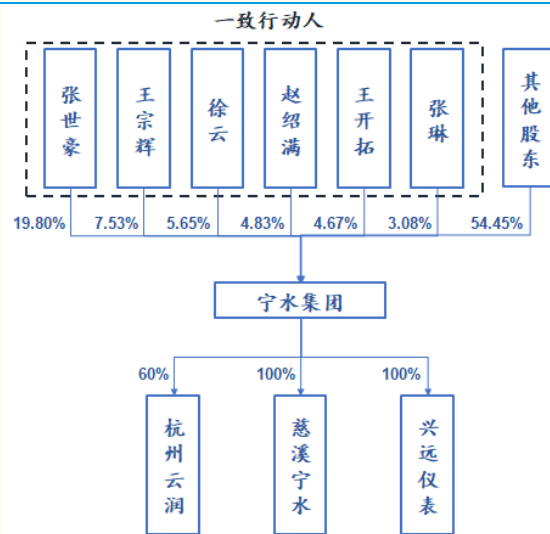 一致行动人
张世豪
王宗辉
徐云
赵绍满
王开拓
张琳
其他股东
19.80%
7.53%
5.65%
4.83%
4.67%
3.08%
54.45%
宁水集团
60%
100%
100%
杭州云润
慈溪宁水
兴远仪表